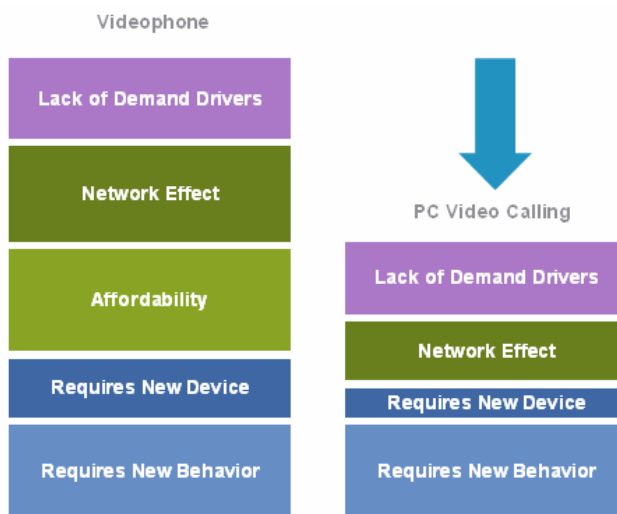 Videophone
Lack of Demand Drivers
Network Effect
Affordability
Requires New Device
Requires New Behavior
PC Video Calling
Lack of Demand Drivers
Network Effect
Requires New Device
Requires New Behavior